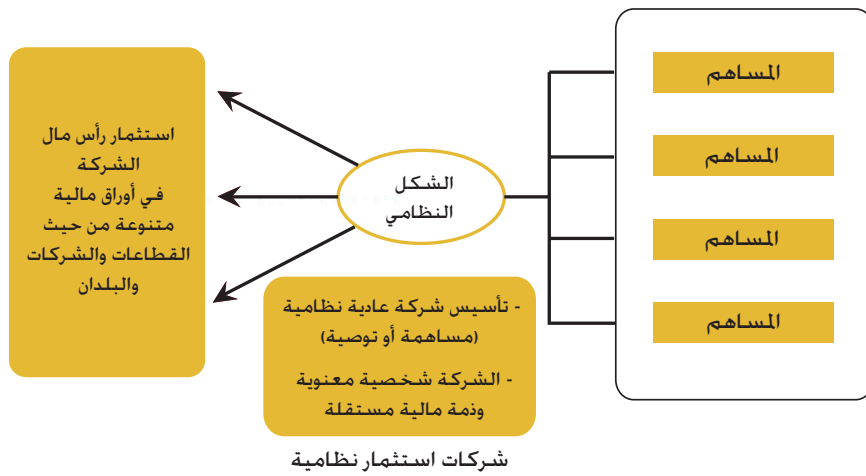 المساهم
المساهم
المساهم
المساهم
الشكل
النظامي
استثمار رأس مال
الشركة
في أوراق مالية
متنوعة من حيث
القطاعات والشركات
والبلدان
- تأسيس شركة عادية نظامية
(مساهمة أو توصية)
- الشركة شخصية معنوية
وذمة مالية مستقلة
شركات استثمار نظامية